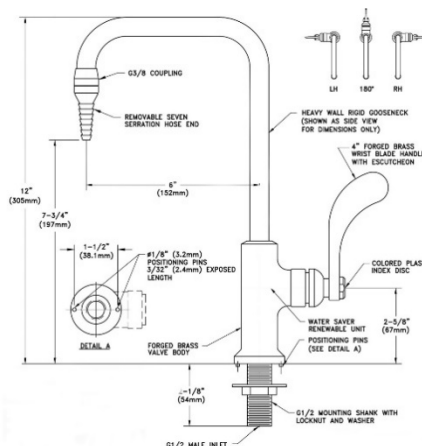 LH
180°
RH
G3/8 COUPLING
REMOVABLE SEVEN
SERRATION HOSE END
HEAVY WALL RIGID GOOSENECK
(SHOWN AS SIDE VIEW
FOR DIMENSIONS ONLY)
4" FORGED BRASS
WRIST BLADE HANDLE
WITH ESCUTCHEON
12"
(305mm)
6"
(152mm)
7-3/4"
(197mm)
1-1/2"
(38.1mm)
ø1/8" (3.2mm)
POSITIONING PINS
3/32" (2.4mm) EXPOSED
LENGTH
COLORED PLAS
INDEX DISC
2-5/8"
(67mm)
WATER SAVER
RENEWABLE UNIT
DETAIL A
FORGED BRASS
VALVE BODY
POSITIONING PINS
(SEE DETAIL A)
-1/8"
(54mm)
G1/2 MOUNTING SHANK WITH
LOCKNUT AND WASHER
G1/2 MALE INLET